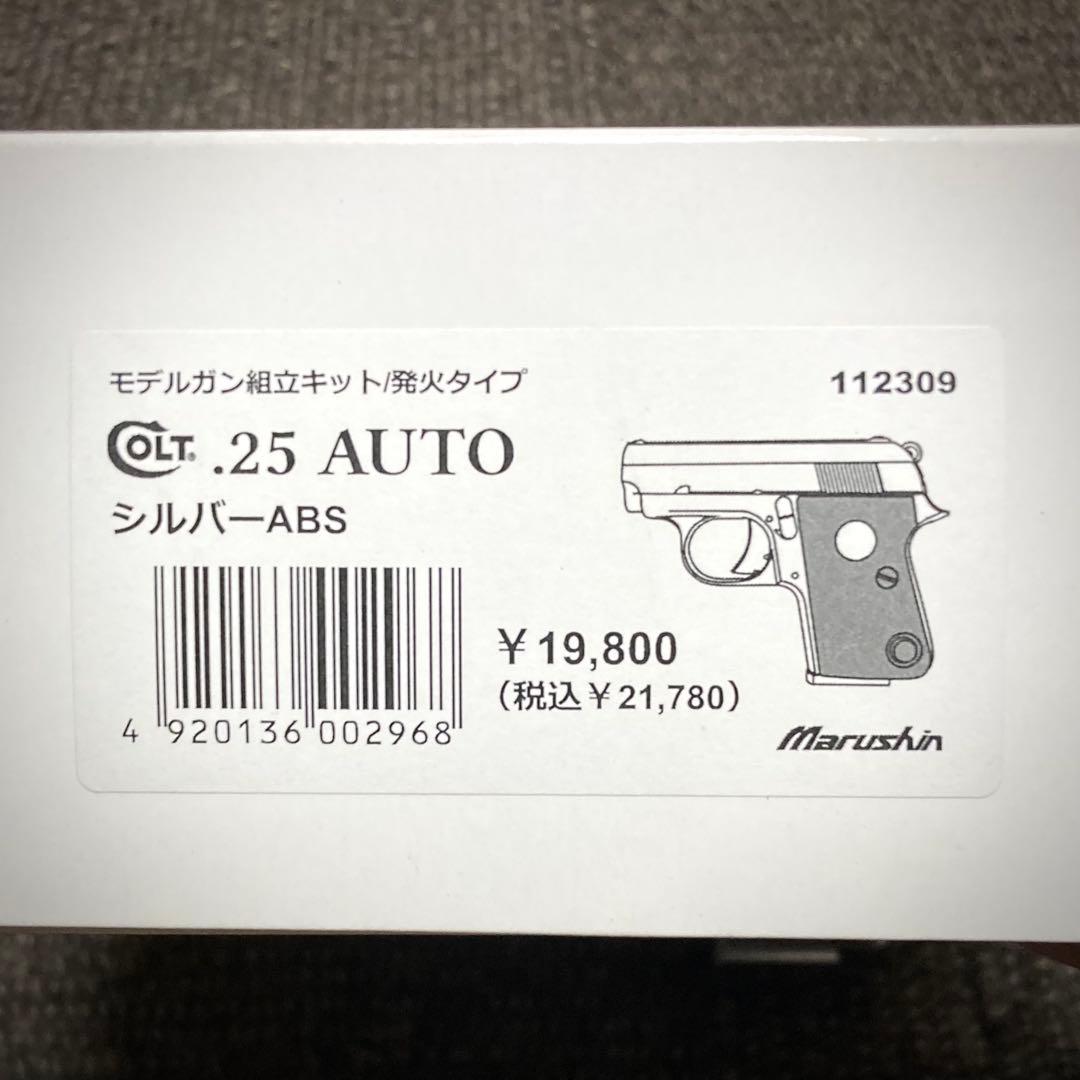 モデルガン組立キット/発火タイプ
112309
COLT® .25 AUTO
シルバーABS
¥19,800
(税込¥21,780)
4 920136 002968
Marushin